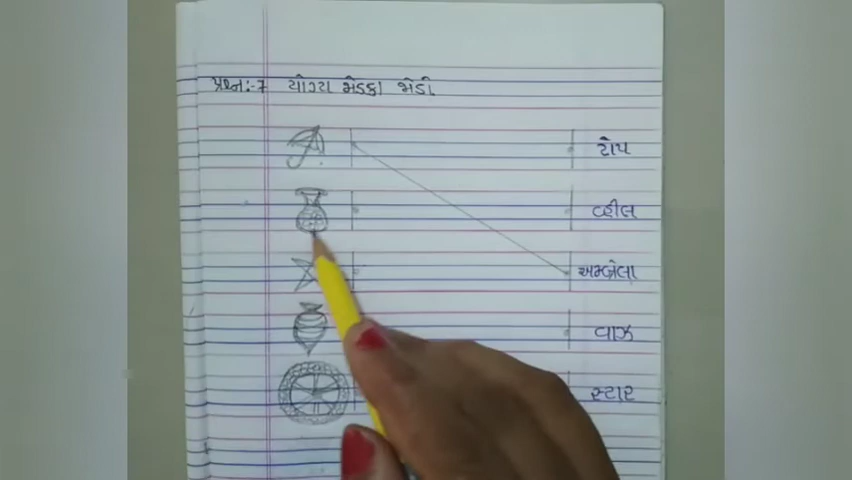 પ્રશ્ન:-7 યોગ્ય જોડકા જોડો
ટોપ
વ્હીલ
અમ્બ્રેલા
વાઝ
સ્ટાર